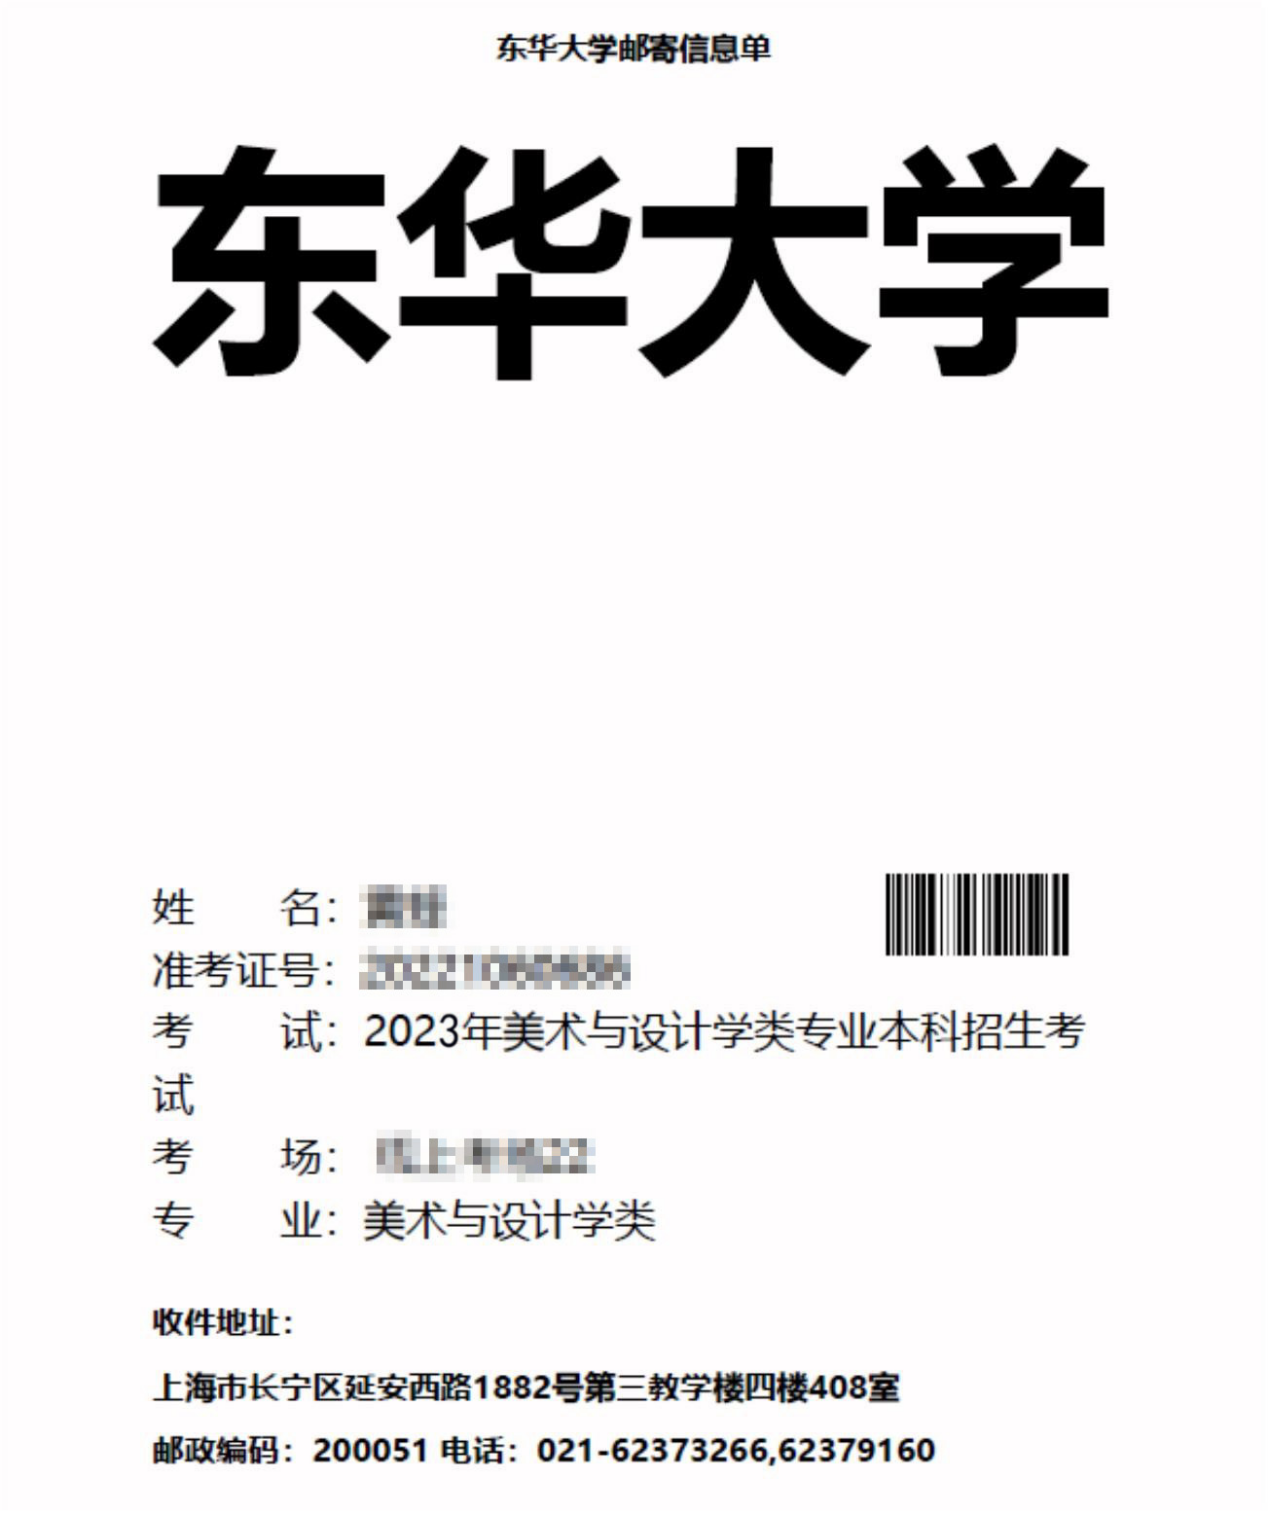 东华大学邮寄信息单
东华大学
姓 名：
准考证号：
考 试：2023年美术与设计学类专业本科招生考
试
考 场：
专 业：美术与设计学类
收件地址：
上海市长宁区延安西路1882号第三教学楼四楼408室
邮政编码：200051 电话：021-62373266,62379160